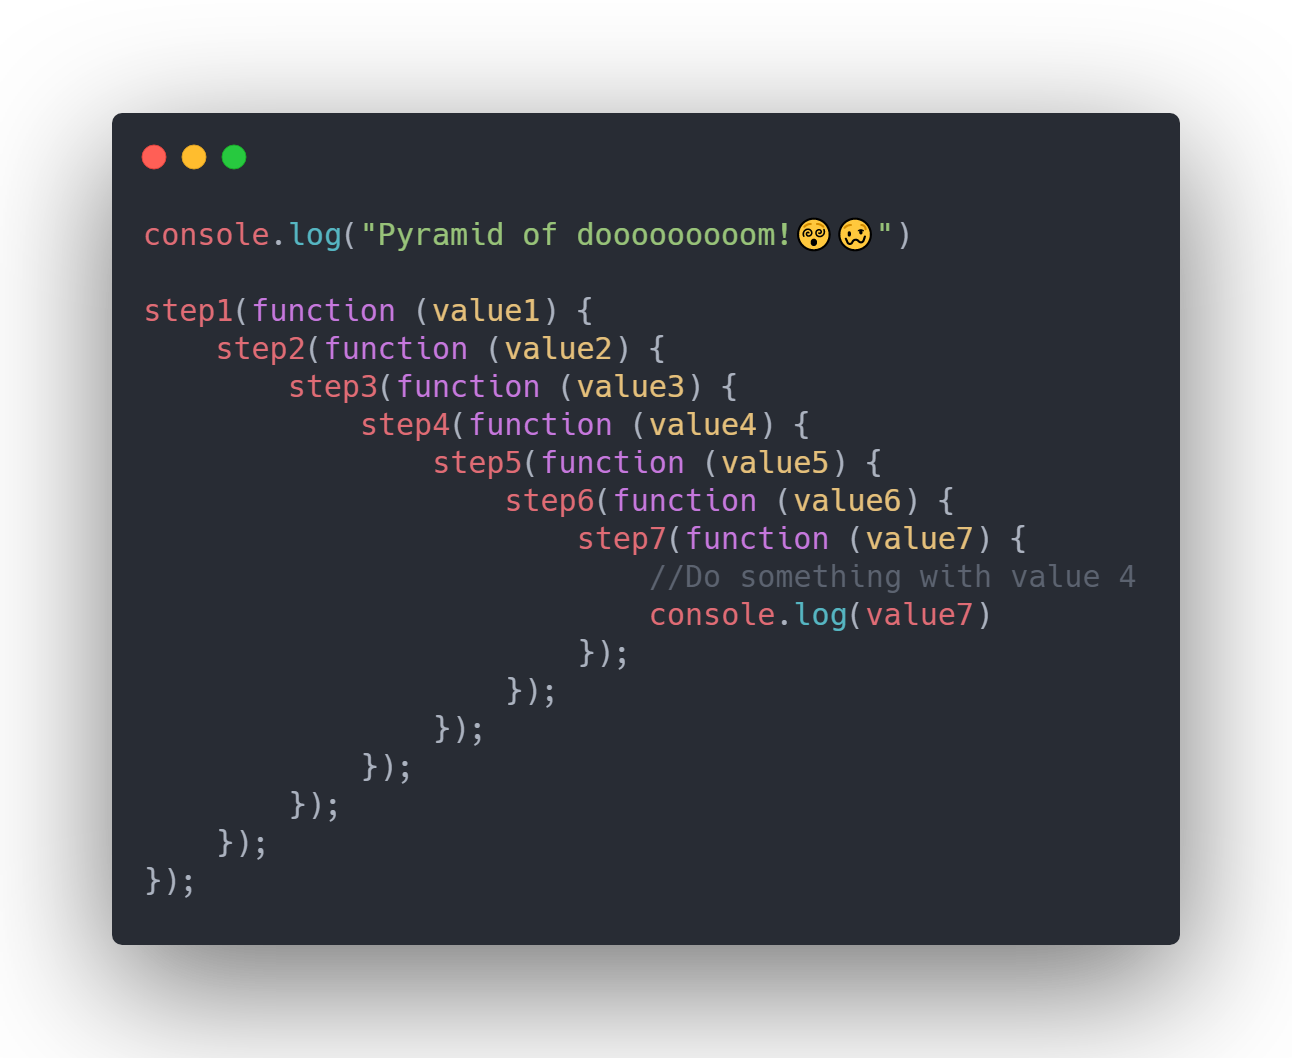 console.log("Pyramid of dooooooooom!😵‍💫🥴")
step1(function (value1) {
    step2(function (value2) {
        step3(function (value3) {
            step4(function (value4) {
                step5(function (value5) {
                    step6(function (value6) {
                        step7(function (value7) {
                            //Do something with value 4
                            console.log(value7)
                        });
                    });
                });
            });
        });
    });
});